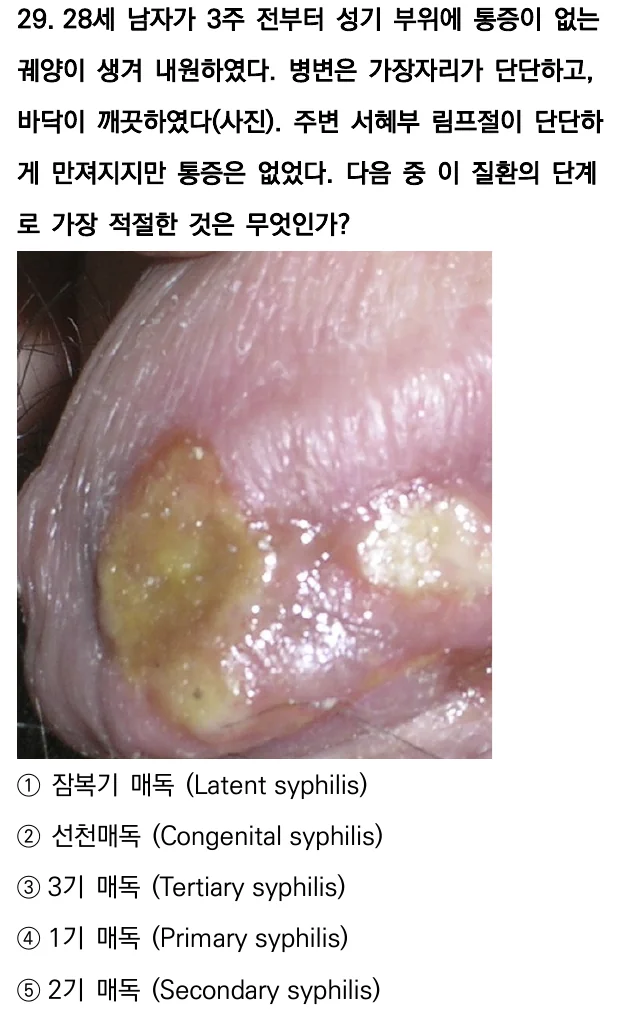 29. 28세 남자가 3주 전부터 성기 부위에 통증이 없는
궤양이 생겨 내원하였다. 병변은 가장자리가 단단하고,
바닥이 깨끗하였다(사진). 주변 서혜부 림프절이 단단하
게 만져지지만 통증은 없었다. 다음 중 이 질환의 단계
로 가장 적절한 것은 무엇인가?
① 잠복기 매독 (Latent syphilis)
② 선천매독 (Congenital syphilis)
③ 3기 매독 (Tertiary syphilis)
④ 1기 매독 (Primary syphilis)
⑤ 2기 매독 (Secondary syphilis)